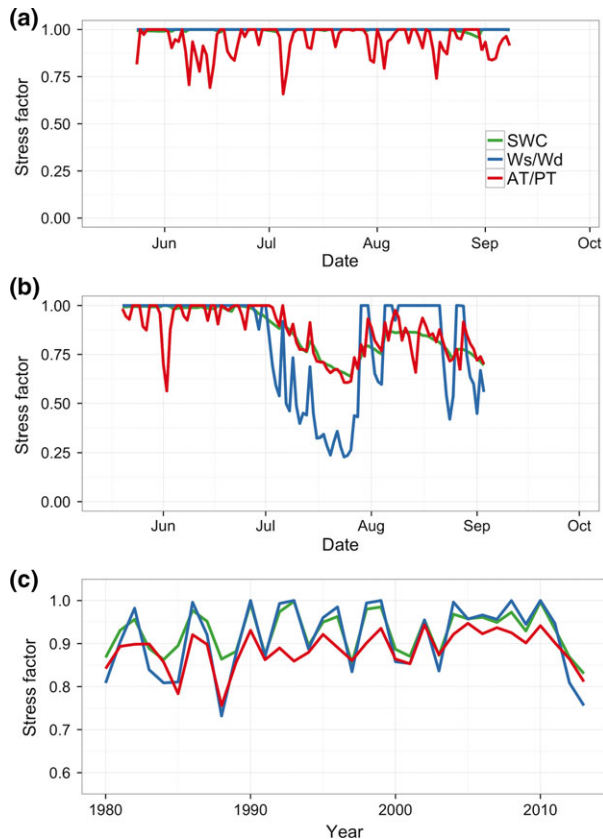 (a)
1.00
0.75
0.50
0.25
0.00
Stress factor
SWC
Ws/Wd
AT/PT
Jun Jul Aug Sep Oct
Date
(b)
1.00
0.75
0.50
0.25
0.00
Stress factor
Jun Jul Aug Sep Oct
Date
(c)
1.0
0.9
0.8
0.7
0.6
Stress factor
1980 1990 2000 2010
Year